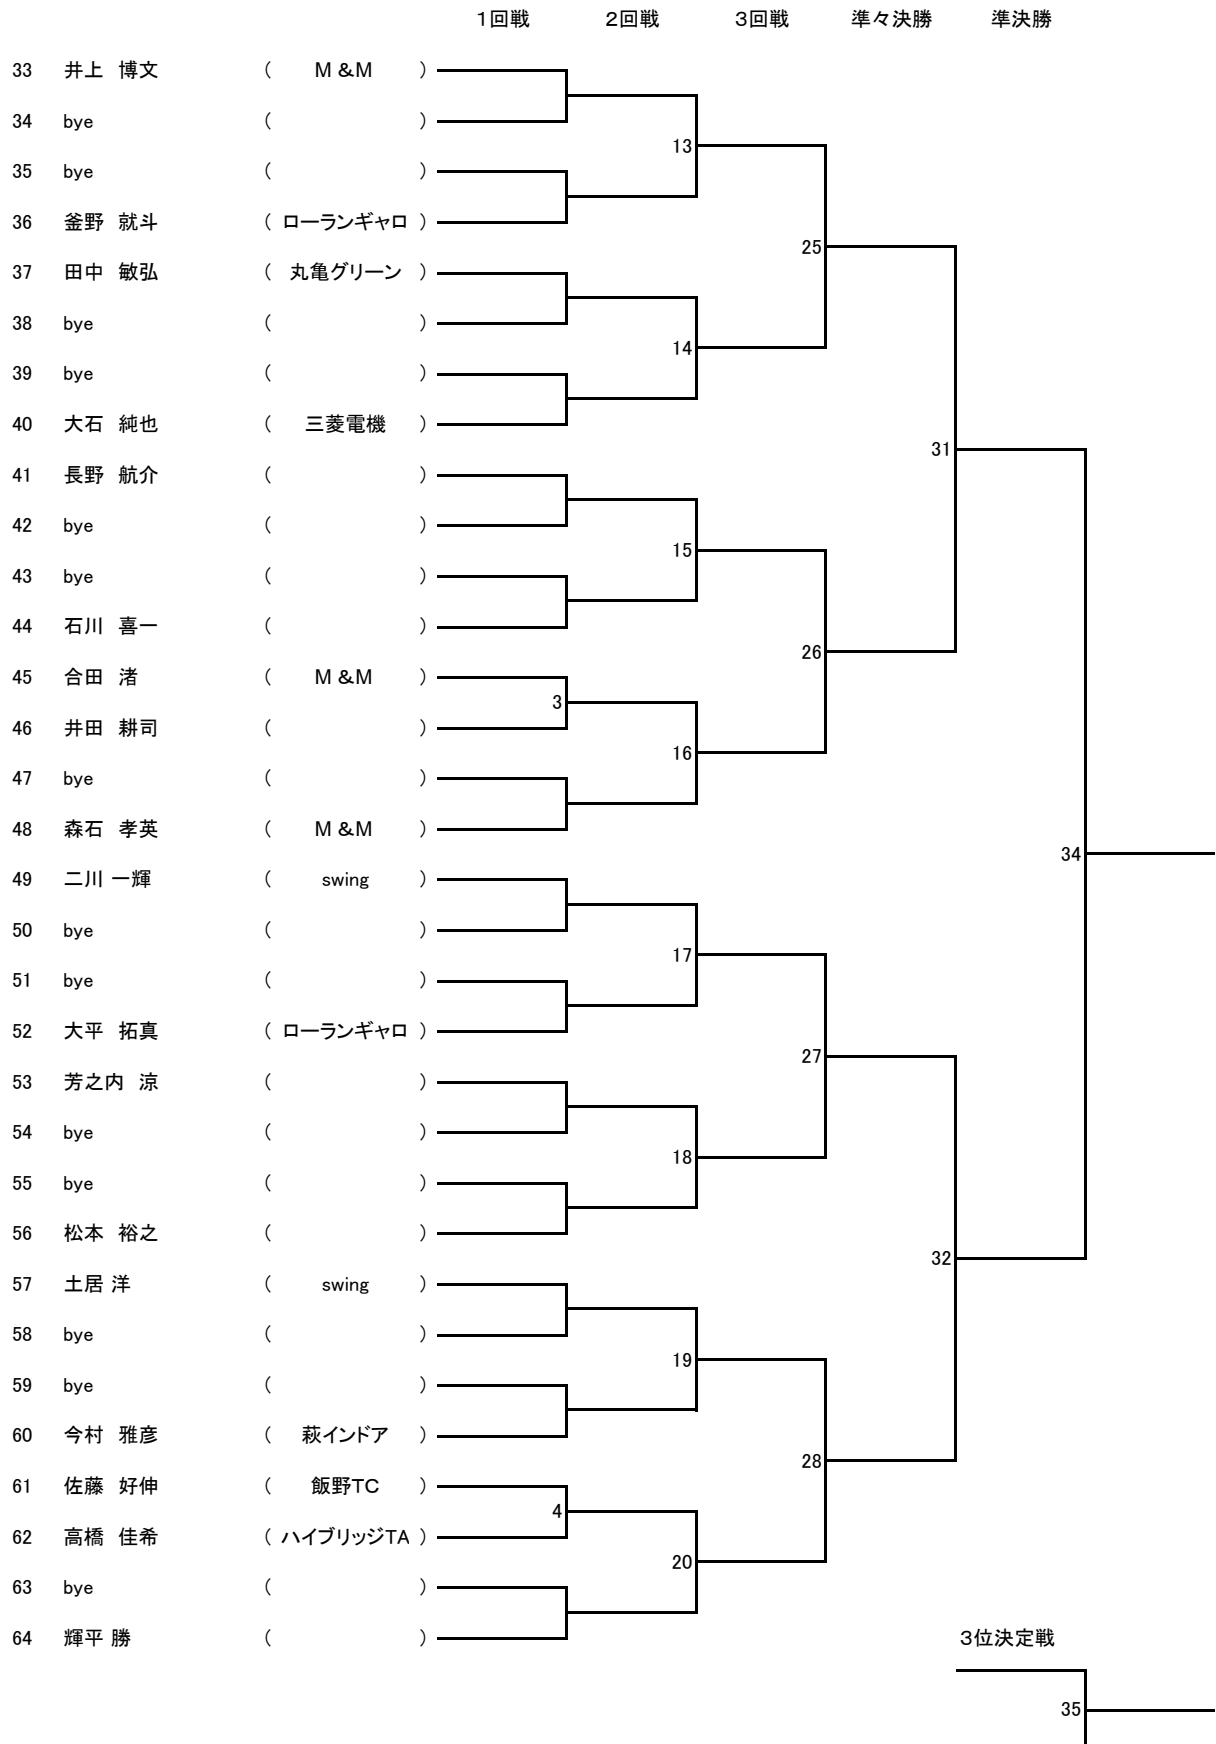 1回戦 2回戦 3回戦 準々決勝 準決勝
33 井上 博文 ( M &M )
34 bye ( )
13
35 bye ( )
36 釜野 就斗 ( ローランギャロ )
25
37 田中 敏弘 ( 丸亀グリーン )
38 bye ( )
14
39 bye ( )
40 大石 純也 ( 三菱電機 )
31
41 長野 航介 ( )
42 bye ( )
15
43 bye ( )
44 石川 喜一 ( )
26
45 合田 渚 ( M &M )
3
46 井田 耕司 ( )
16
47 bye ( )
48 森石 孝英 ( M &M )
34
49 二川 一輝 ( swing )
50 bye ( )
17
51 bye ( )
52 大平 拓真 ( ローランギャロ )
27
53 芳之内 涼 ( )
54 bye ( )
18
55 bye ( )
56 松本 裕之 ( )
32
57 土居 洋 ( swing )
58 bye ( )
19
59 bye ( )
60 今村 雅彦 ( 萩インドア )
28
61 佐藤 好伸 ( 飯野TC )
4
62 高橋 佳希 ( ハイブリッジTA )
20
63 bye ( )
64 輝平 勝 ( )
3位決定戦
35